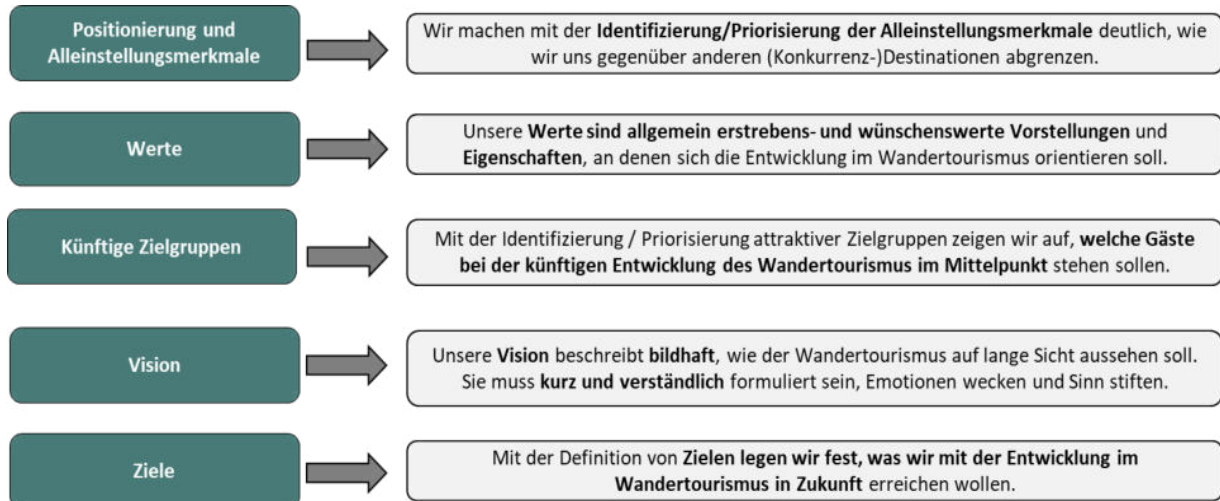 Positionierung und
Alleinstellungsmerkmale
Wir machen mit der Identifizierung/Priorisierung der Alleinstellungsmerkmale deutlich, wie
wir uns gegenüber anderen (Konkurrenz-)Destinationen abgrenzen.
Werte
Unsere Werte sind allgemein erstrebens- und wünschenswerte Vorstellungen und
Eigenschaften, an denen sich die Entwicklung im Wandertourismus orientieren soll.
Künftige Zielgruppen
Mit der Identifizierung / Priorisierung attraktiver Zielgruppen zeigen wir auf, welche Gäste
bei der künftigen Entwicklung des Wandertourismus im Mittelpunkt stehen sollen.
Vision
Unsere Vision beschreibt bildhaft, wie der Wandertourismus auf lange Sicht aussehen soll.
Sie muss kurz und verständlich formuliert sein, Emotionen wecken und Sinn stiften.
Ziele
Mit der Definition von Zielen legen wir fest, was wir mit der Entwicklung im
Wandertourismus in Zukunft erreichen wollen.